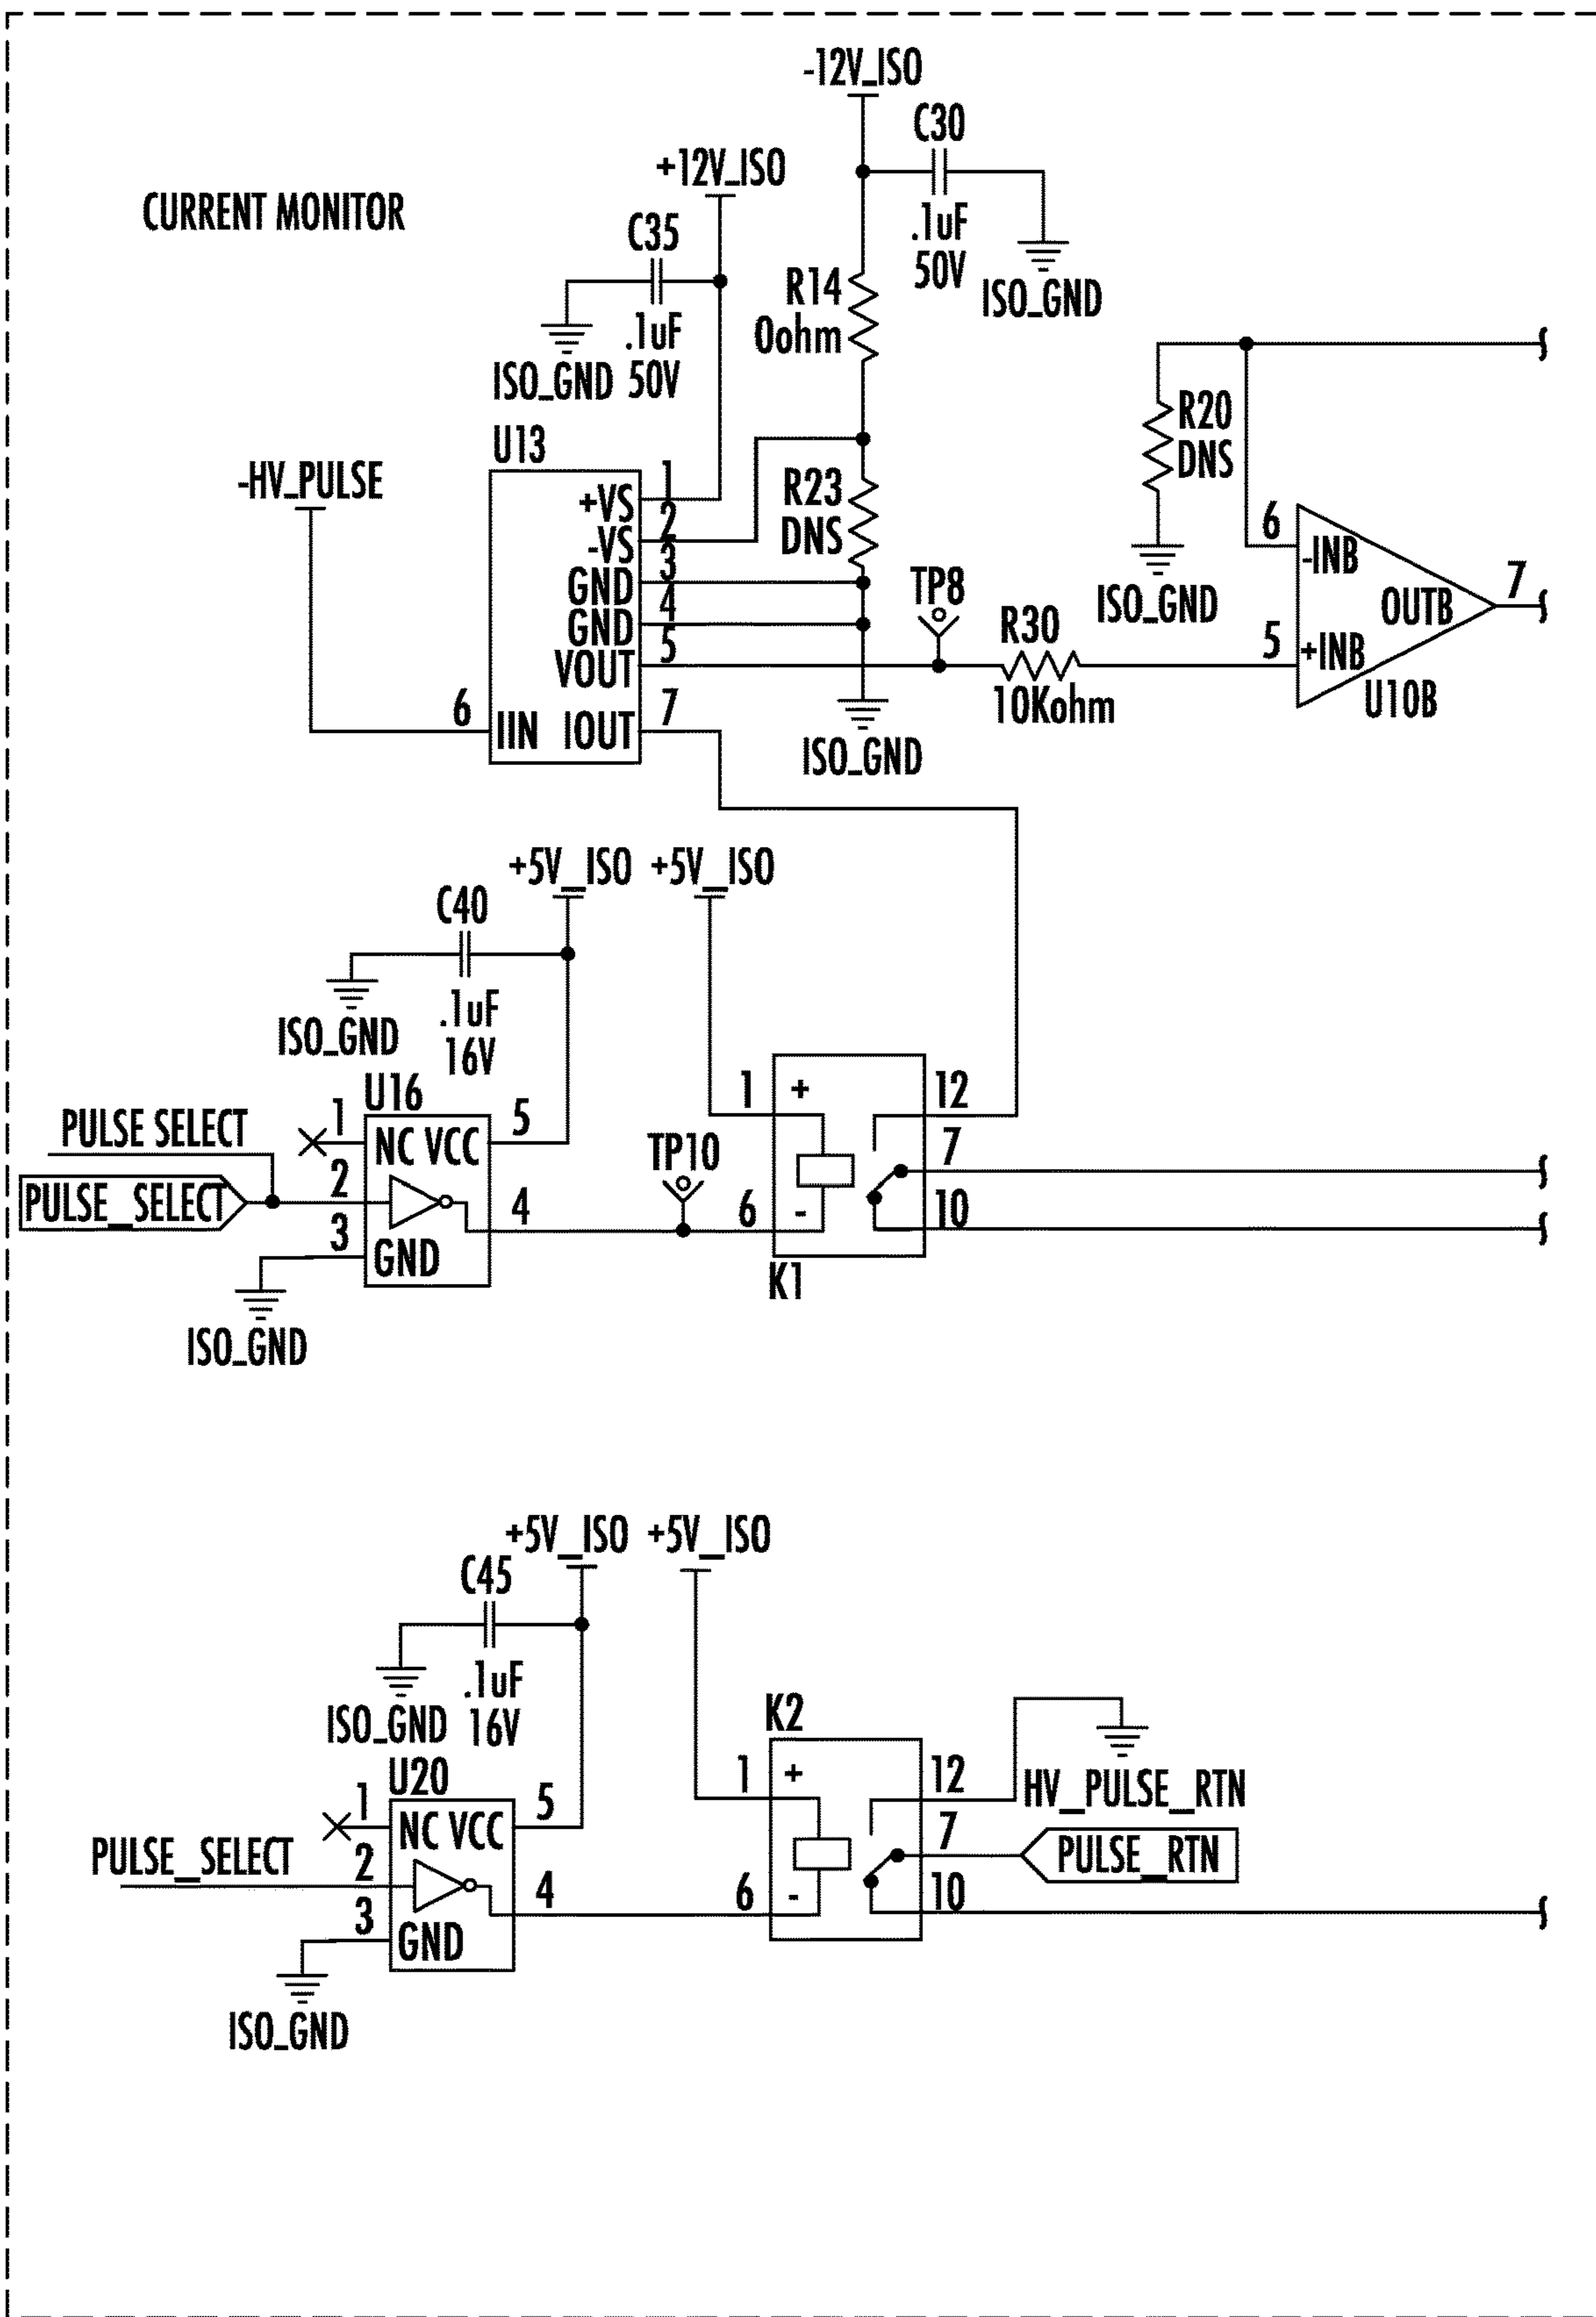 -12V_ISO
C30
+12V_ISO
CURRENT MONITOR
C35
.1uF
50V
R14
0ohm
ISO_GND
.1uF
50V
ISO_GND
R20
DNS
U13
-HV_PULSE
1
+VS
R23
DNS
2
-VS
6
-INB
3
GND
TP8
ISO_GND
7
OUTB
4
GND
R30
5
+INB
5
VOUT
10Kohm
U10B
6
IIN IOUT
7
ISO_GND
+5V_ISO +5V_ISO
C40
.1uF
16V
ISO_GND
U16
1
+
12
PULSE SELECT
1
NC VCC
5
TP10
7
PULSE_SELECT
2
4
6
-
10
3
GND
K1
ISO_GND
+5V_ISO +5V_ISO
C45
.1uF
16V
ISO_GND
K2
U20
1
+
12
HV_PULSE_RTN
1
NC VCC
5
7
PULSE_RTN
PULSE_SELECT
2
4
6
-
10
3
GND
ISO_GND